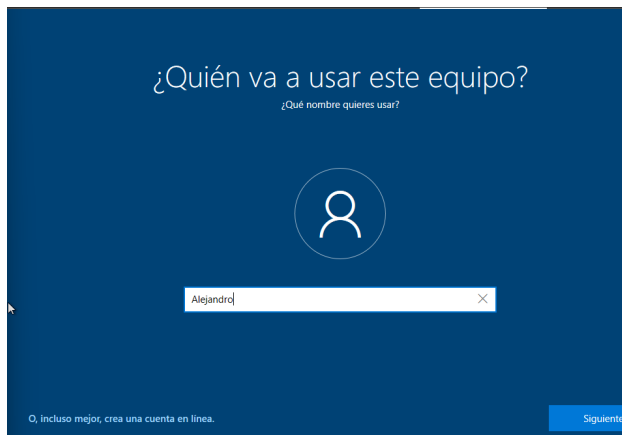 ¿Quién va a usar este equipo?
¿Qué nombre quieres usar?
Alejandro
O, incluso mejor, crea una cuenta en línea.
Siguiente